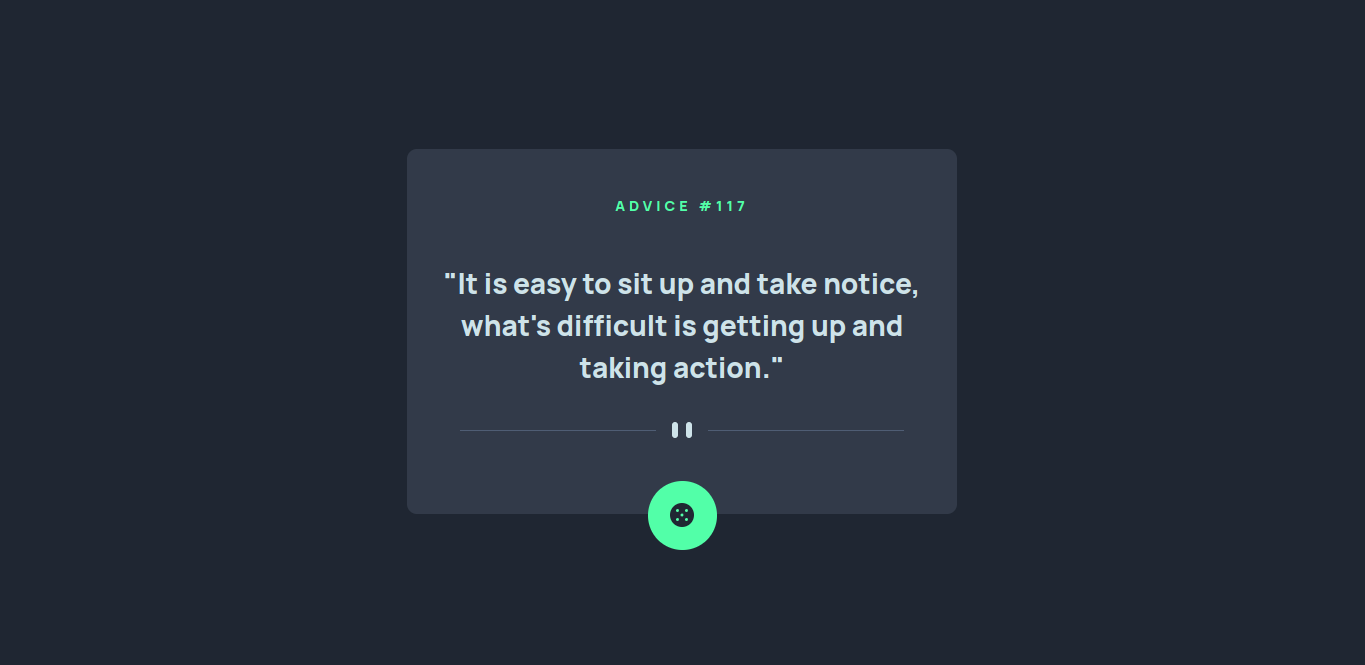 ADVICE #117
"It is easy to sit up and take notice,
what's difficult is getting up and
taking action."